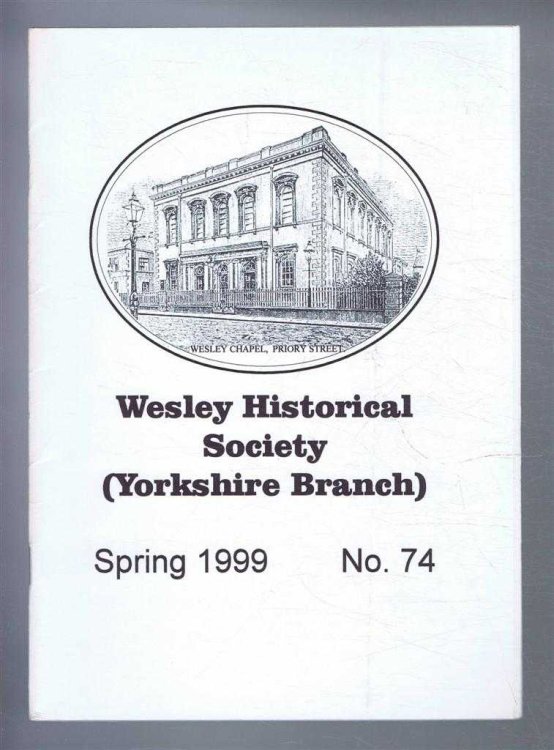 WESLEY CHAPEL, PRIORY STREET.
Wesley Historical
Society
(Yorkshire Branch)
Spring 1999 No. 74